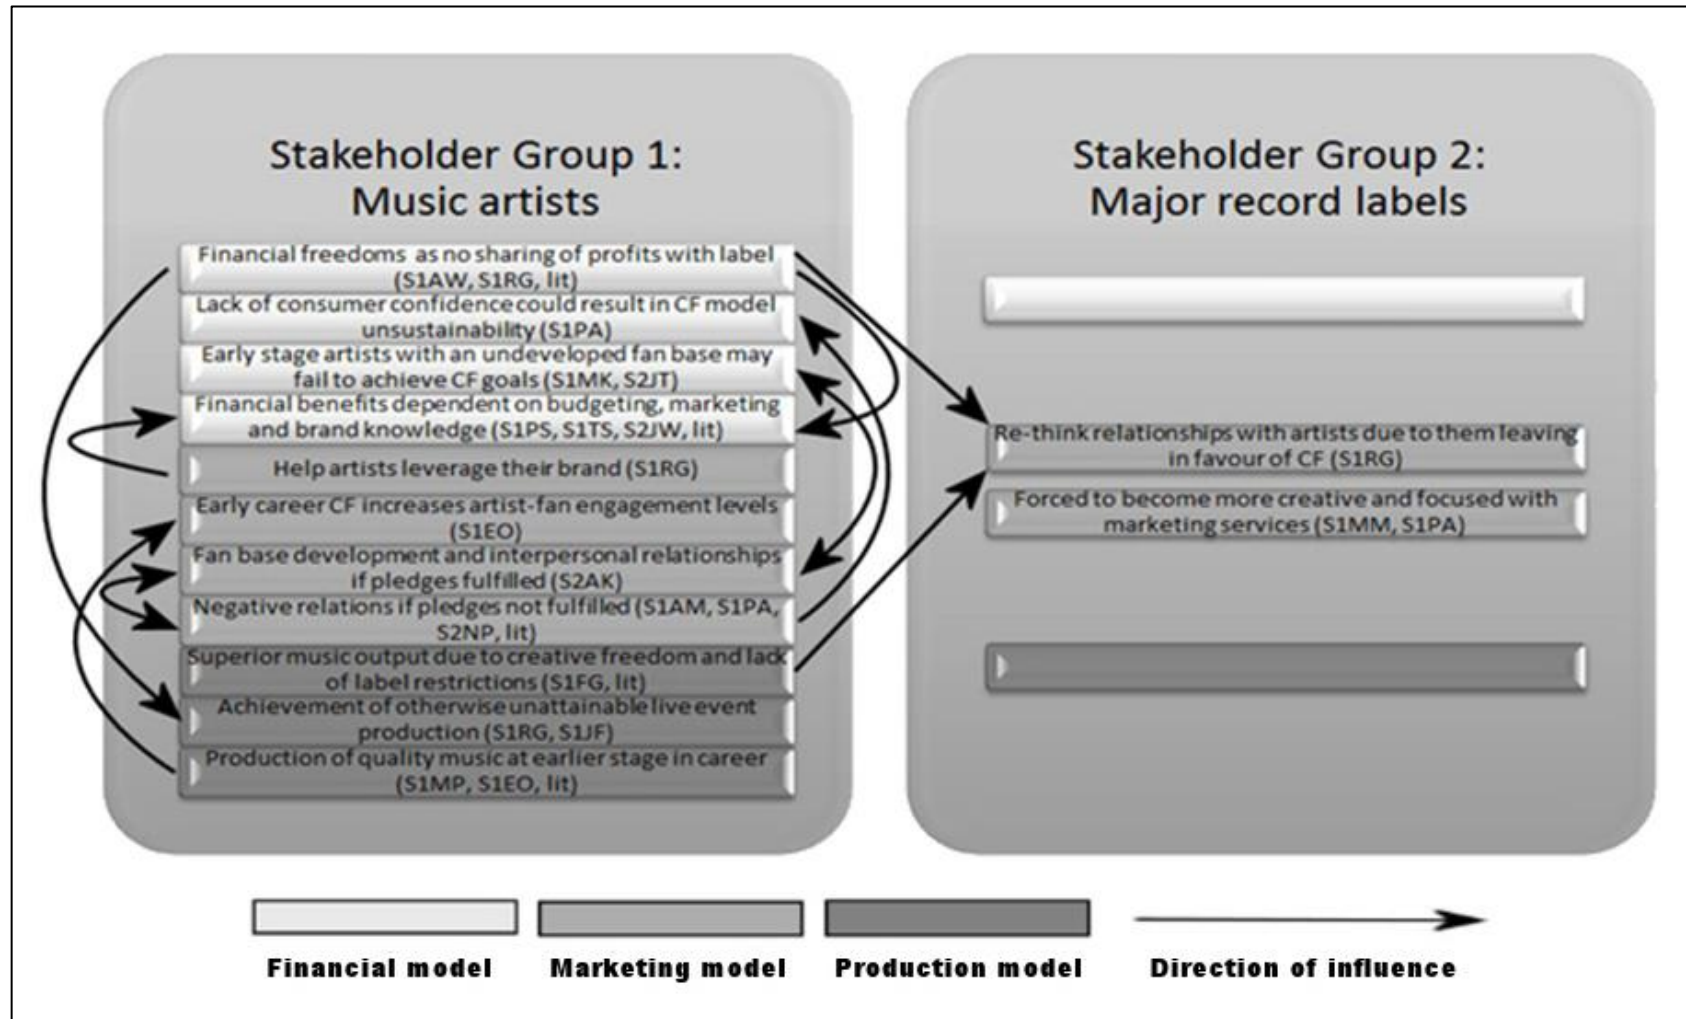 Stakeholder Group 1:
Music artists
Financial freedoms as no sharing of profits with label
(S1AW, S1RG, lit)
Lack of consumer confidence could result in CF model
unsustainability (S1PA)
Early stage artists with an undeveloped fan base may
fail to achieve CF goals (S1MK, S2JT)
Financial benefits dependent on budgeting, marketing
and brand knowledge (S1PS, S1TS, S2JW, lit)
Help artists leverage their brand (S1RG)
Early career CF increases artist-fan engagement levels
(S1EO)
Fan base development and interpersonal relationships
if pledges fulfilled (S2AK)
Negative relations if pledges not fulfilled (S1AM, S1PA,
S2NP, lit)
Superior music output due to creative freedom and lack
of label restrictions (S1FG, lit)
Achievement of otherwise unattainable live event
production (S1RG, S1JF)
Production of quality music at earlier stage in career
(S1MP, S1EO, lit)
Stakeholder Group 2:
Major record labels
Re-think relationships with artists due to them leaving
in favour of CF (S1RG)
Forced to become more creative and focused with
marketing services (S1MM, S1PA)
Financial model
Marketing model
Production model
Direction of influence